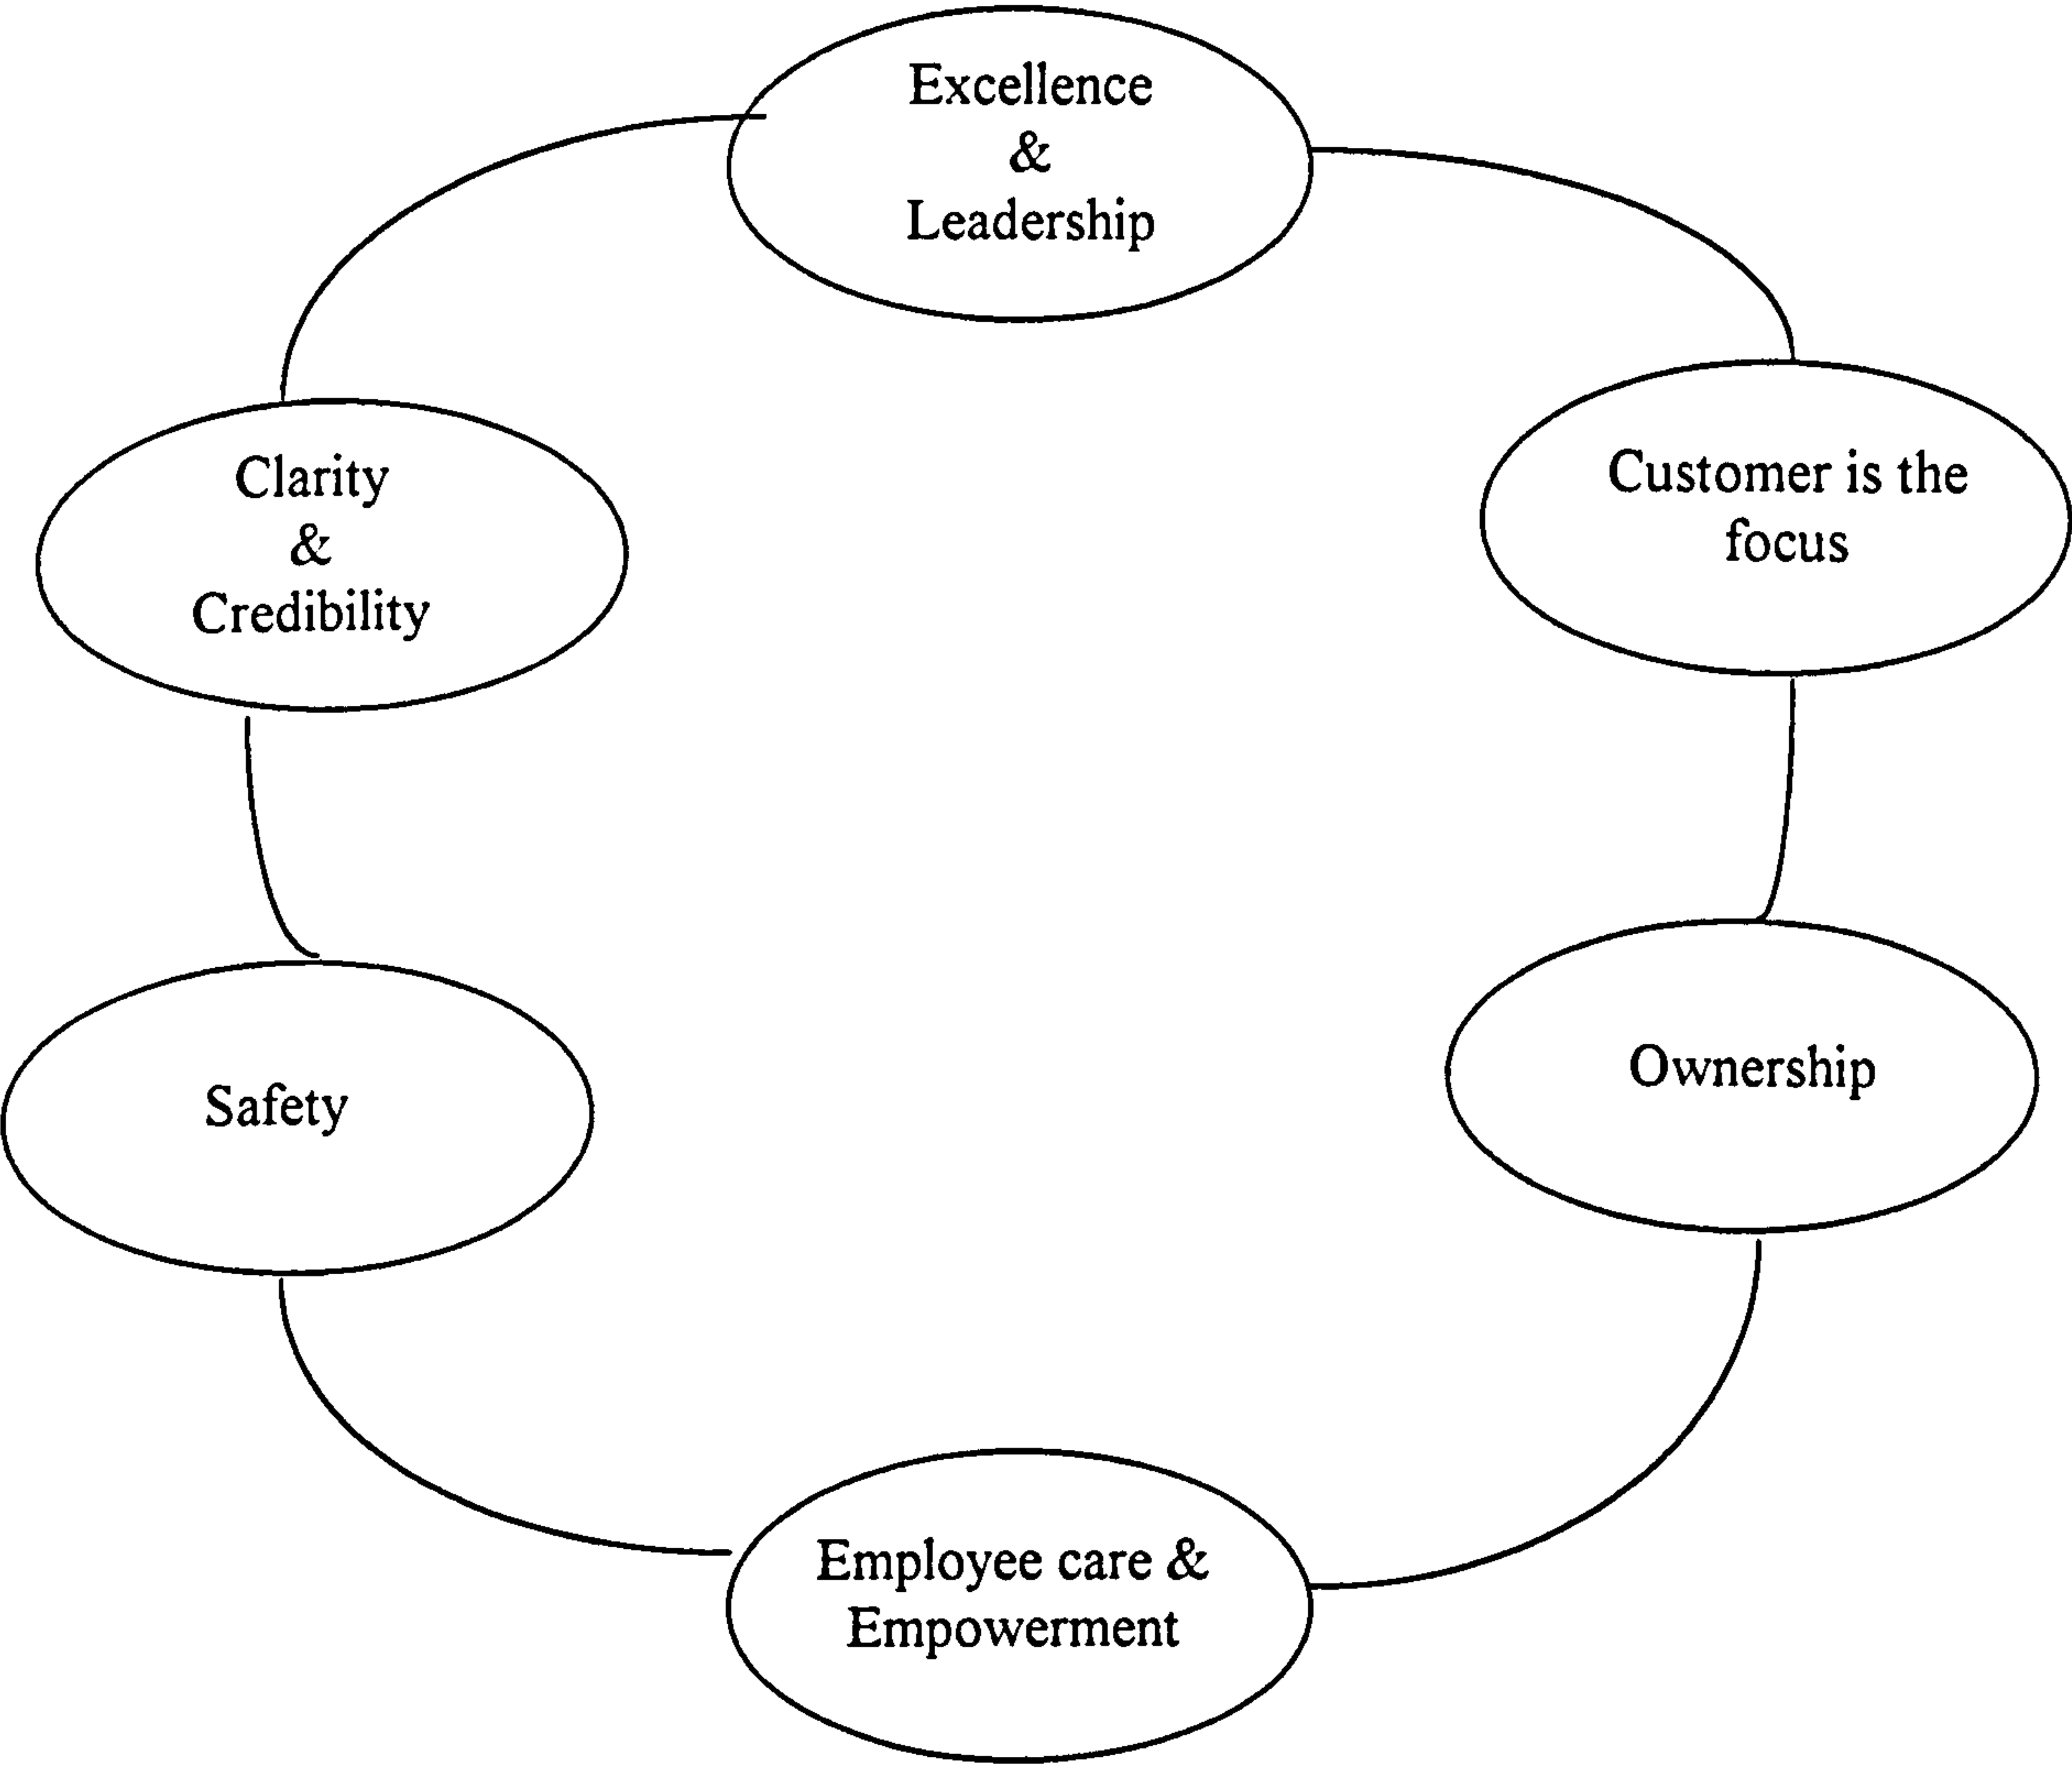 Excellence
&
Leadership
Customer is the
focus
Clarity
&
Credibility
Ownership
Safety
Employee care &
Empowerment